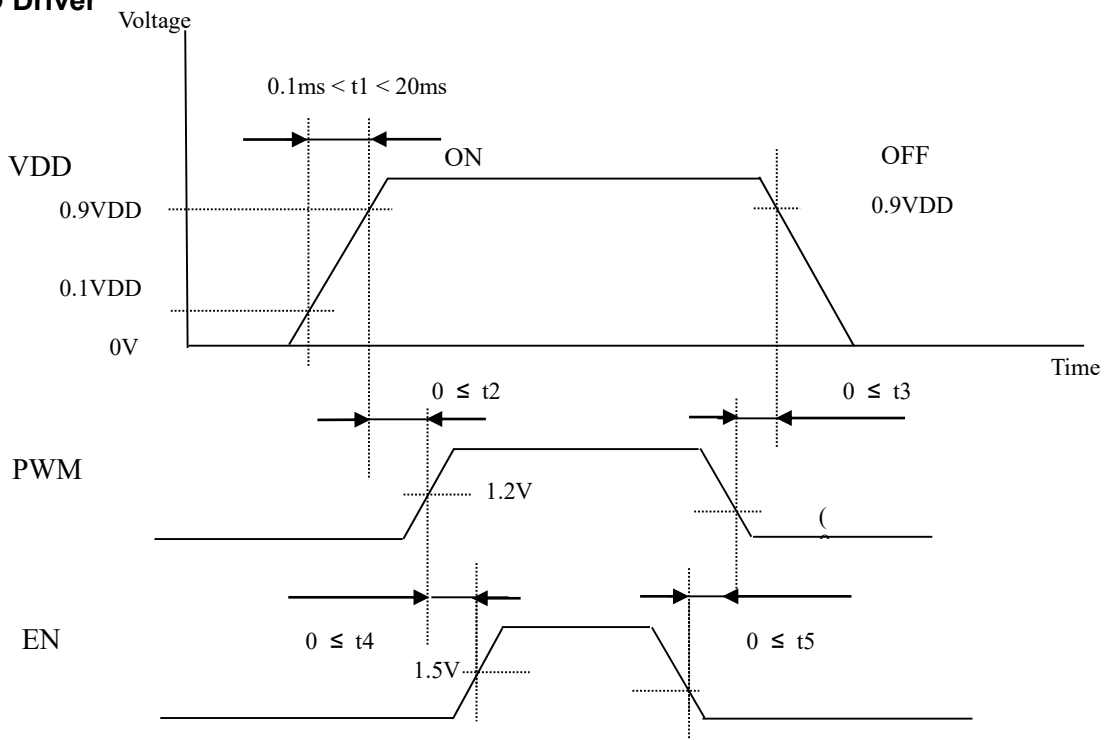 Driver
Voltage
0.1ms < t1 < 20ms
VDD
ON
OFF
0.9VDD
0.9VDD
0.1VDD
0V
Time
0 ≤ t2
0 ≤ t3
PWM
1.2V
(
EN
0 ≤ t4
0 ≤ t5
1.5V